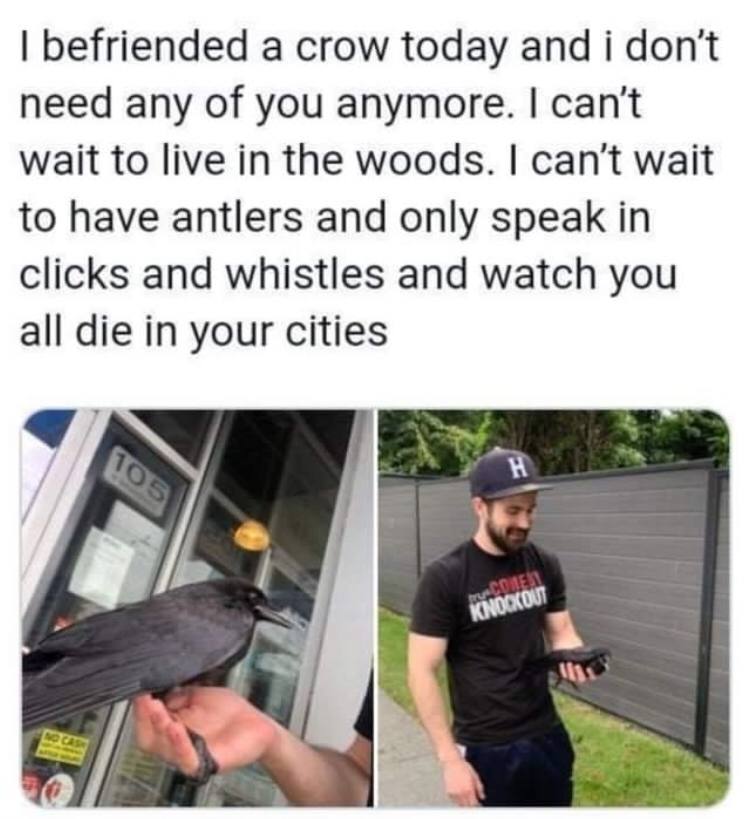 I befriended a crow today and i don't
need any of you anymore. I can't
wait to live in the woods. I can't wait
to have antlers and only speak in
clicks and whistles and watch you
all die in your cities
105
NO CASH
H
truTV COMEDY
KNOCKOUT